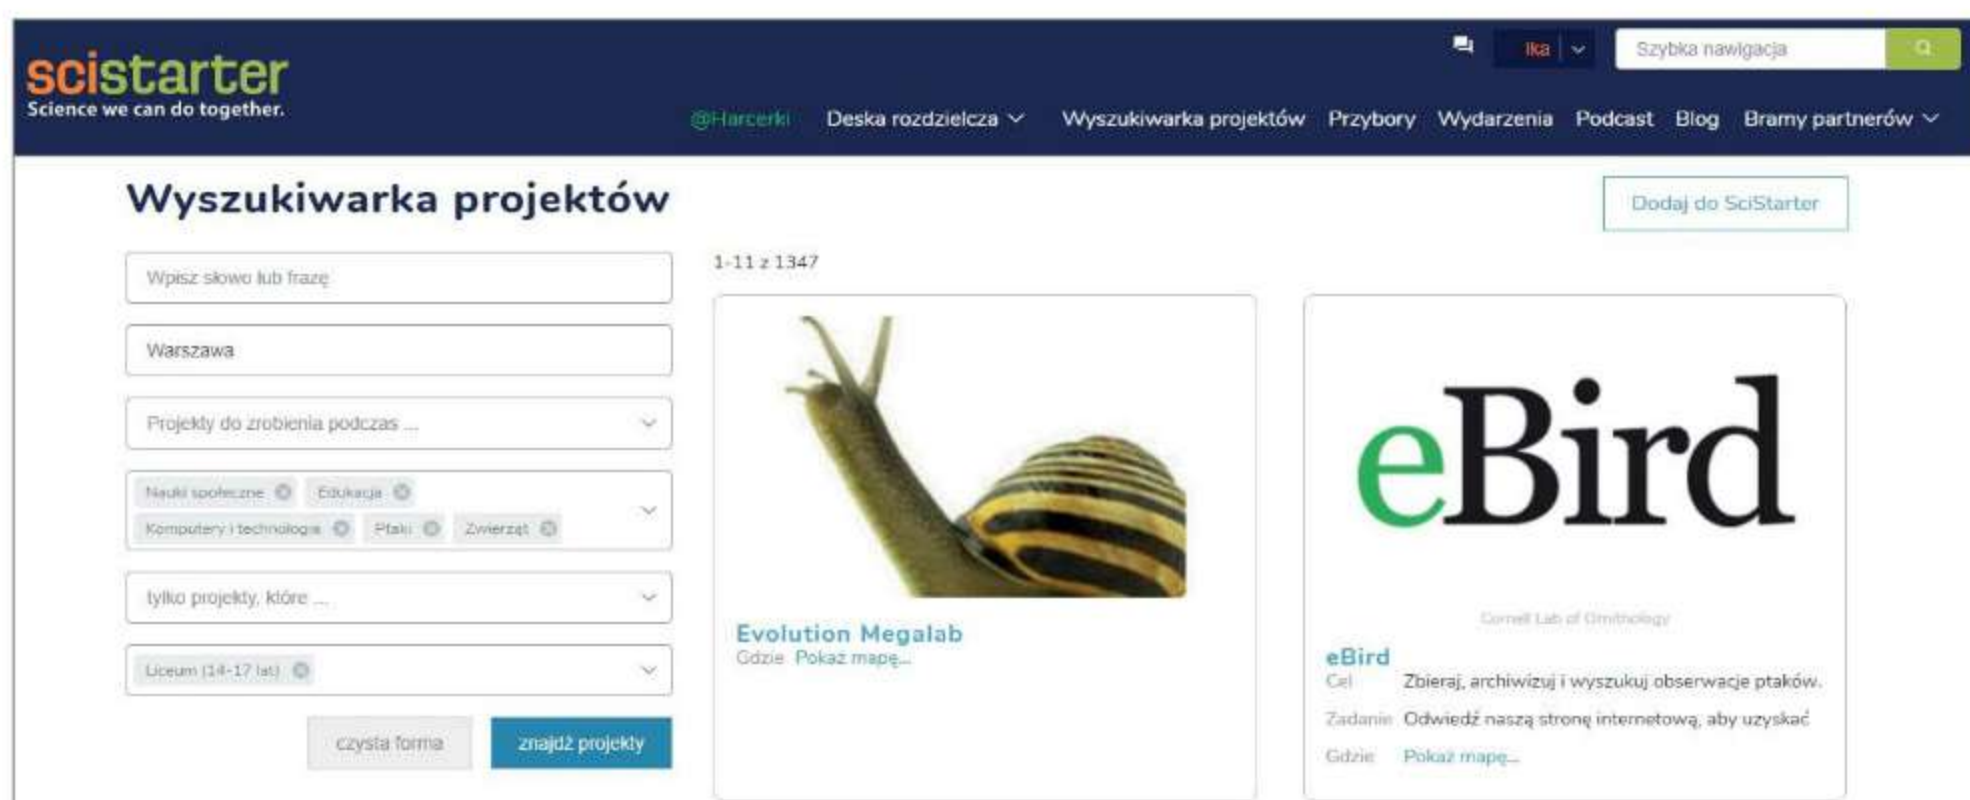 scistarter
Science we can do together.
Ika
Szybka nawigacja
@Harcerki Deska rozdzielcza Wyszukiwarka projektów Przybory Wydarzenia Podcast Blog Bramy partnerów
Wyszukiwarka projektów
Dodaj do SciStarter
Wpisz słowo lub frazę
Warszawa
Projekty do zrobienia podczas ...
Nauki społeczne Edukacja
Komputery i technologia Ptaki Zwierząt
tylko projekty, które ...
Liceum (14-17 lat)
czysta forma znajdź projekty
1-11 z 1347
Evolution Megalab
Gdzie Pokaż mapę...
eBird
Cornell Lab of Ornithology
eBird
Cel Zbieraj, archiwizuj i wyszukuj obserwacje ptaków.
Zadanie Odwiedź naszą stronę internetową, aby uzyskać
Gdzie Pokaż mapę...